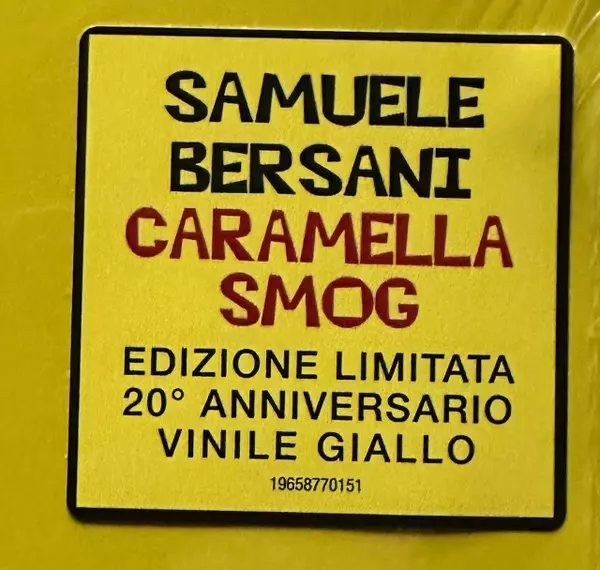 SAMUELE
BERSANI
CARAMELLA
SMOG
EDIZIONE LIMITATA
20° ANNIVERSARIO
VINILE GIALLO
19658770151